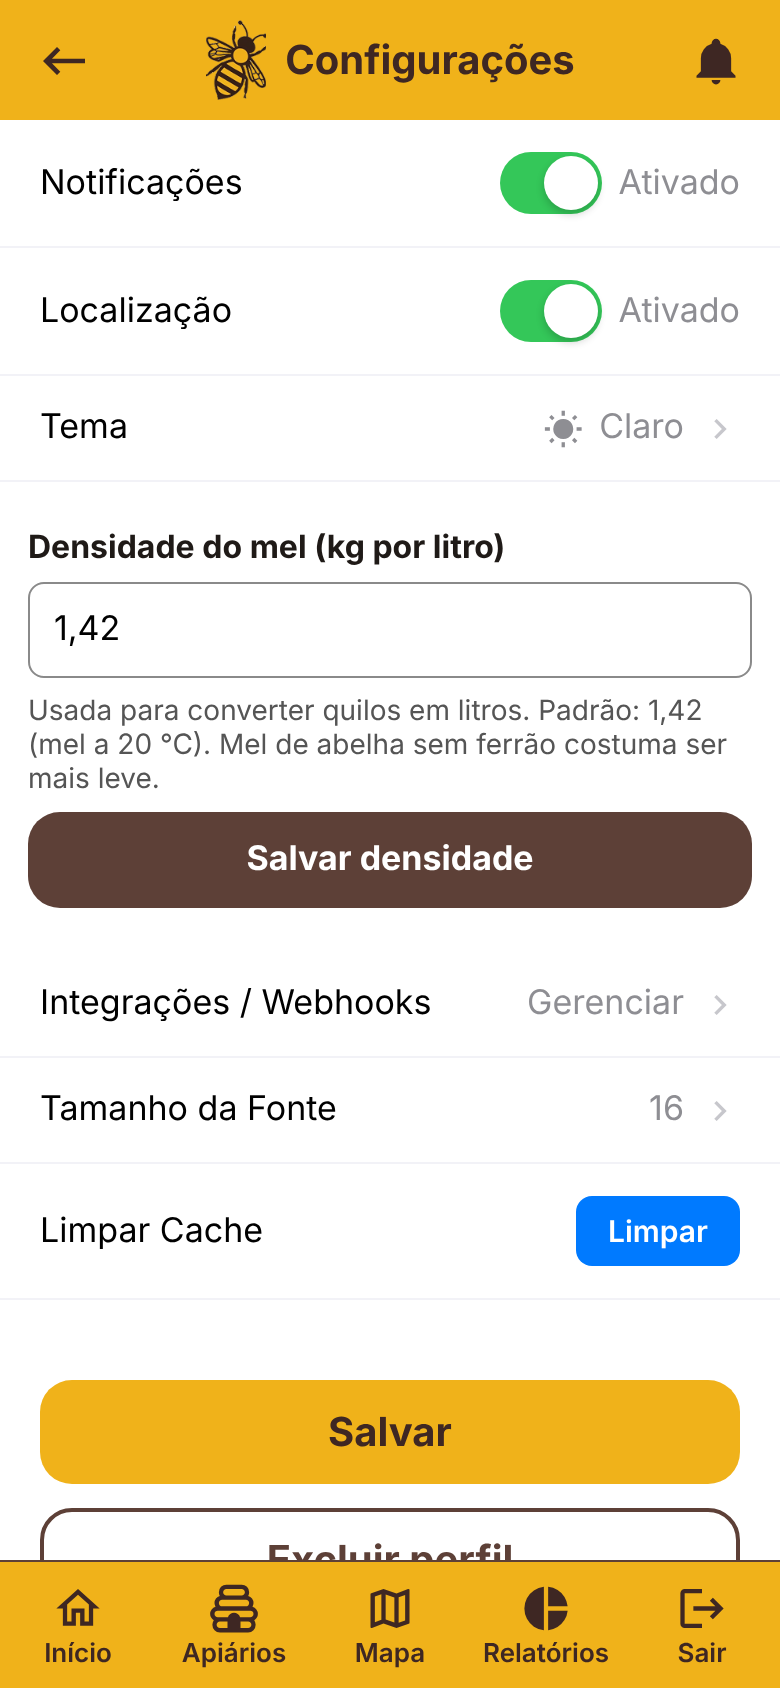 Configurações
Notificações
Ativado
Localização
Ativado
Tema
Claro
Densidade do mel (kg por litro)
1,42
Usada para converter quilos em litros. Padrão: 1,42
(mel a 20 °C). Mel de abelha sem ferrão costuma ser
mais leve.
Salvar densidade
Integrações / Webhooks
Gerenciar
Tamanho da Fonte
16
Limpar Cache
Limpar
Salvar
Excluir perfil
Início
Apiários
Mapa
Relatórios
Sair